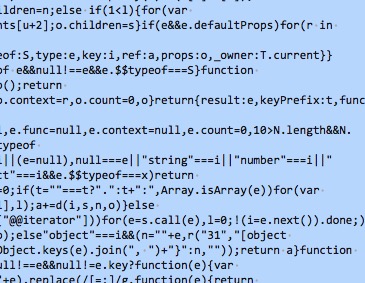 ildren=n;else if(1<l){for(var
nts[u+2];o.children=s}if(e&&e.defaultProps)for(r in
eof:S,type:e,key:i,ref:a,props:o,_owner:T.current}}
of e&&null!==e&&e.$$typeof===S}function
o();return
o.context=r,o.count=0,o}return{result:e,keyPrefix:t,func
l,e.func=null,e.context=null,e.count=0,10>N.length&&N.
typeof
i||(e=null),null===e||"string"===i||"number"===i||"
ct"===i&&e.$$typeof===x)return
=0;if(t=""===t?".":t+":",Array.isArray(e))for(var
i],l);a+=d(i,s,n,o)}else
["@@iterator"]))for(e=s.call(e),l=0;!(i=e.next()).done;)
o);else"object"===i&&(n=""+e,r("31","[object
Object.keys(e).join(", ")+"}":n,""));return a}function
ull!==e&&null!=e.key?function(e){var
"+e).replace(/[=:]/g,function(e){return